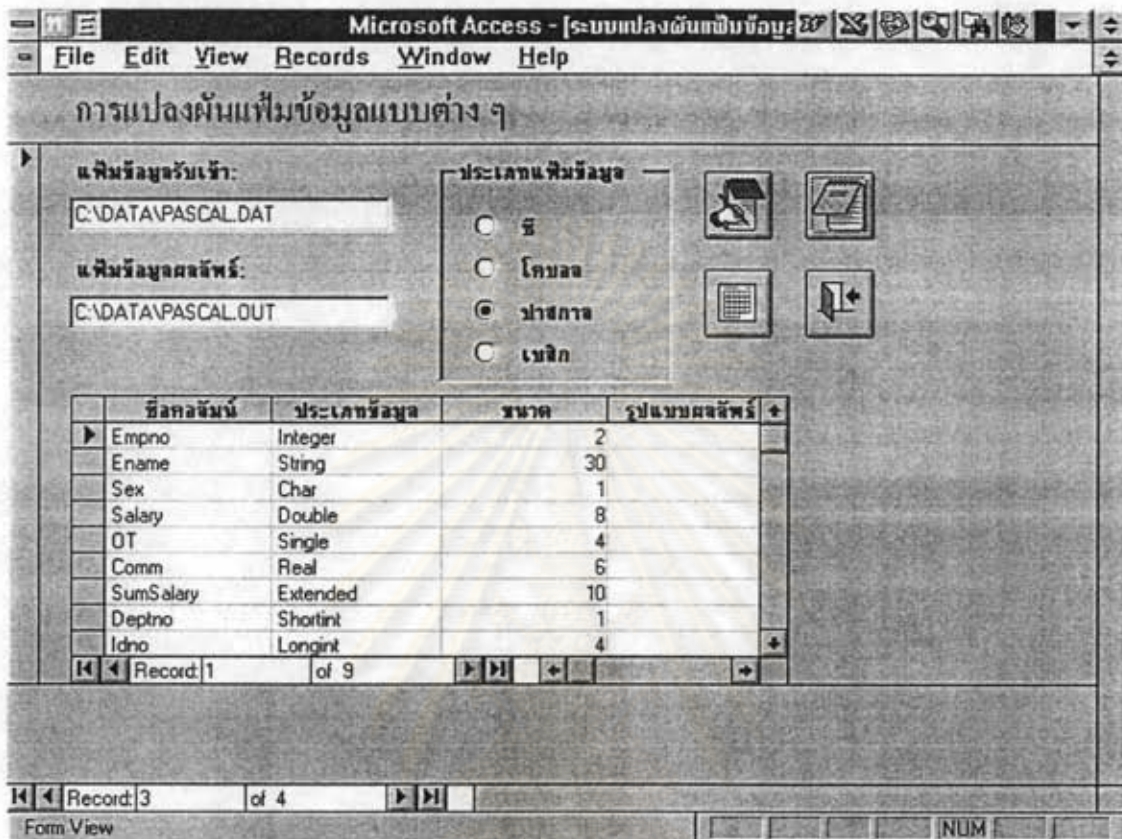 Microsoft Access - [ระบบแปลงผันแฟ้มข้อมูล
File Edit View Records Window Help
การแปลงผันแฟ้มข้อมูลแบบต่าง ๆ
แฟ้มข้อมูลรับเข้า:
C:\DATA\PASCAL.DAT
แฟ้มข้อมูลผลลัพธ์:
C:\DATA\PASCAL.OUT
ประเภทแฟ้มข้อมูล
ซี
โคบอล
ปาสกาล
เบสิก
ชื่อคอลัมน์ ประเภทข้อมูล ขนาด รูปแบบผลลัพธ์
Empno Integer 2
Ename String 30
Sex Char 1
Salary Double 8
OT Single 4
Comm Real 6
SumSalary Extended 10
Deptno Shortint 1
Idno Longint 4
Record: 1 of 9
Record: 3 of 4
Form View NUM